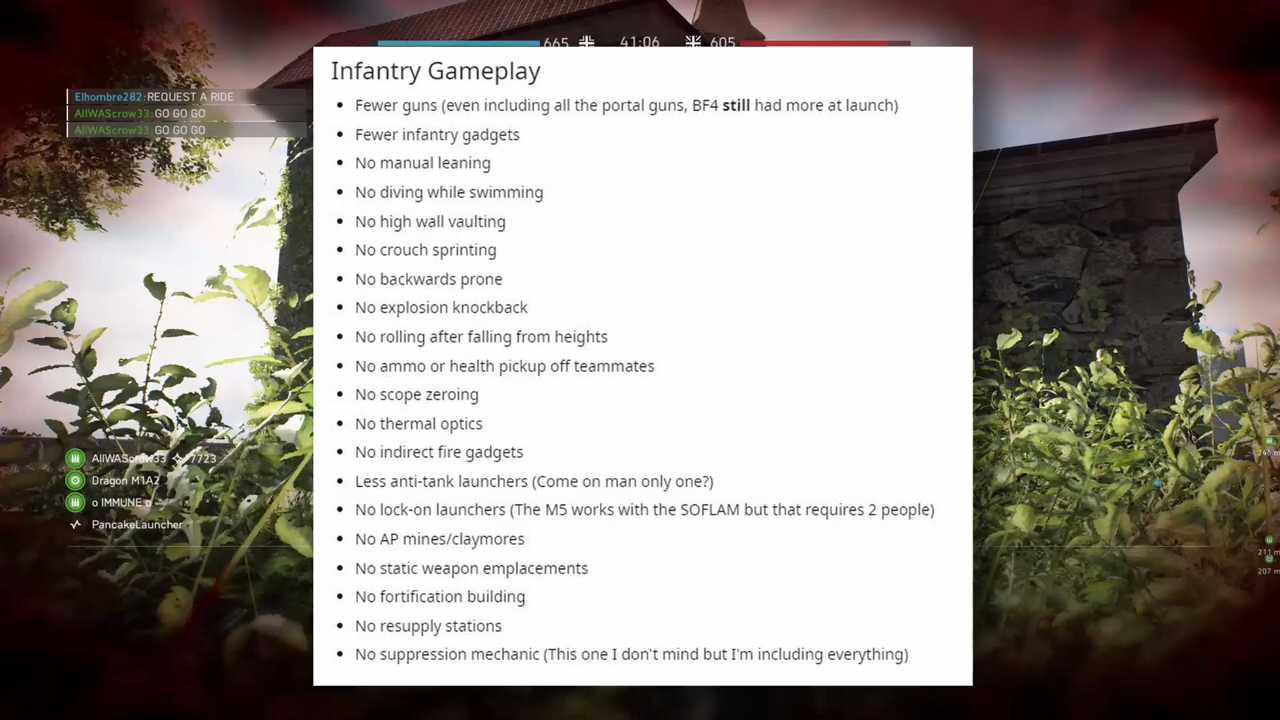 665 41:06 605
Elhombre282:REQUEST A RIDE
AllWAScrow33:GO GO GO
AllWAScrow33:GO GO GO
Infantry Gameplay
• Fewer guns (even including all the portal guns, BF4 still had more at launch)
• Fewer infantry gadgets
• No manual leaning
• No diving while swimming
• No high wall vaulting
• No crouch sprinting
• No backwards prone
• No explosion knockback
• No rolling after falling from heights
• No ammo or health pickup off teammates
• No scope zeroing
• No thermal optics
• No indirect fire gadgets
• Less anti-tank launchers (Come on man only one?)
• No lock-on launchers (The M5 works with the SOFLAM but that requires 2 people)
• No AP mines/claymores
• No static weapon emplacements
• No fortification building
• No resupply stations
• No suppression mechanic (This one I don't mind but I'm including everything)
AllWAScrow33 7723
Dragon M1A2
o IMMUNE o
PancakeLauncher
246 m
211 m
207 m